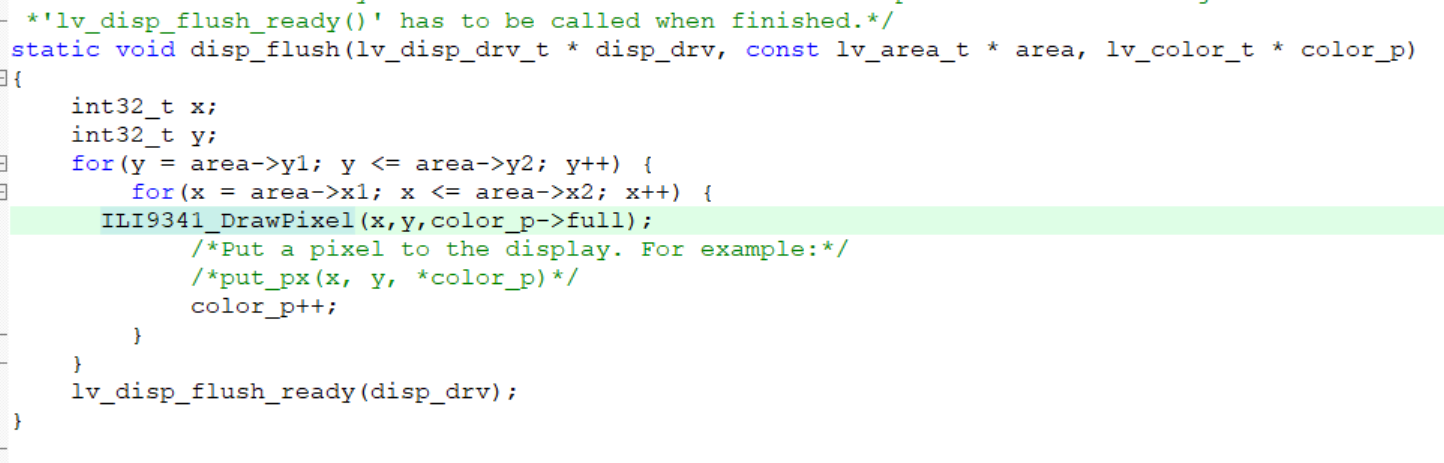 *'lv_disp_flush_ready()' has to be called when finished.*/
static void disp_flush(lv_disp_drv_t * disp_drv, const lv_area_t * area, lv_color_t * color_p)
{
    int32_t x;
    int32_t y;
    for(y = area->y1; y <= area->y2; y++) {
        for(x = area->x1; x <= area->x2; x++) {
      ILI9341_DrawPixel(x,y,color_p->full);
            /*Put a pixel to the display. For example:*/
            /*put_px(x, y, *color_p)*/
            color_p++;
        }
    }
    lv_disp_flush_ready(disp_drv);
}